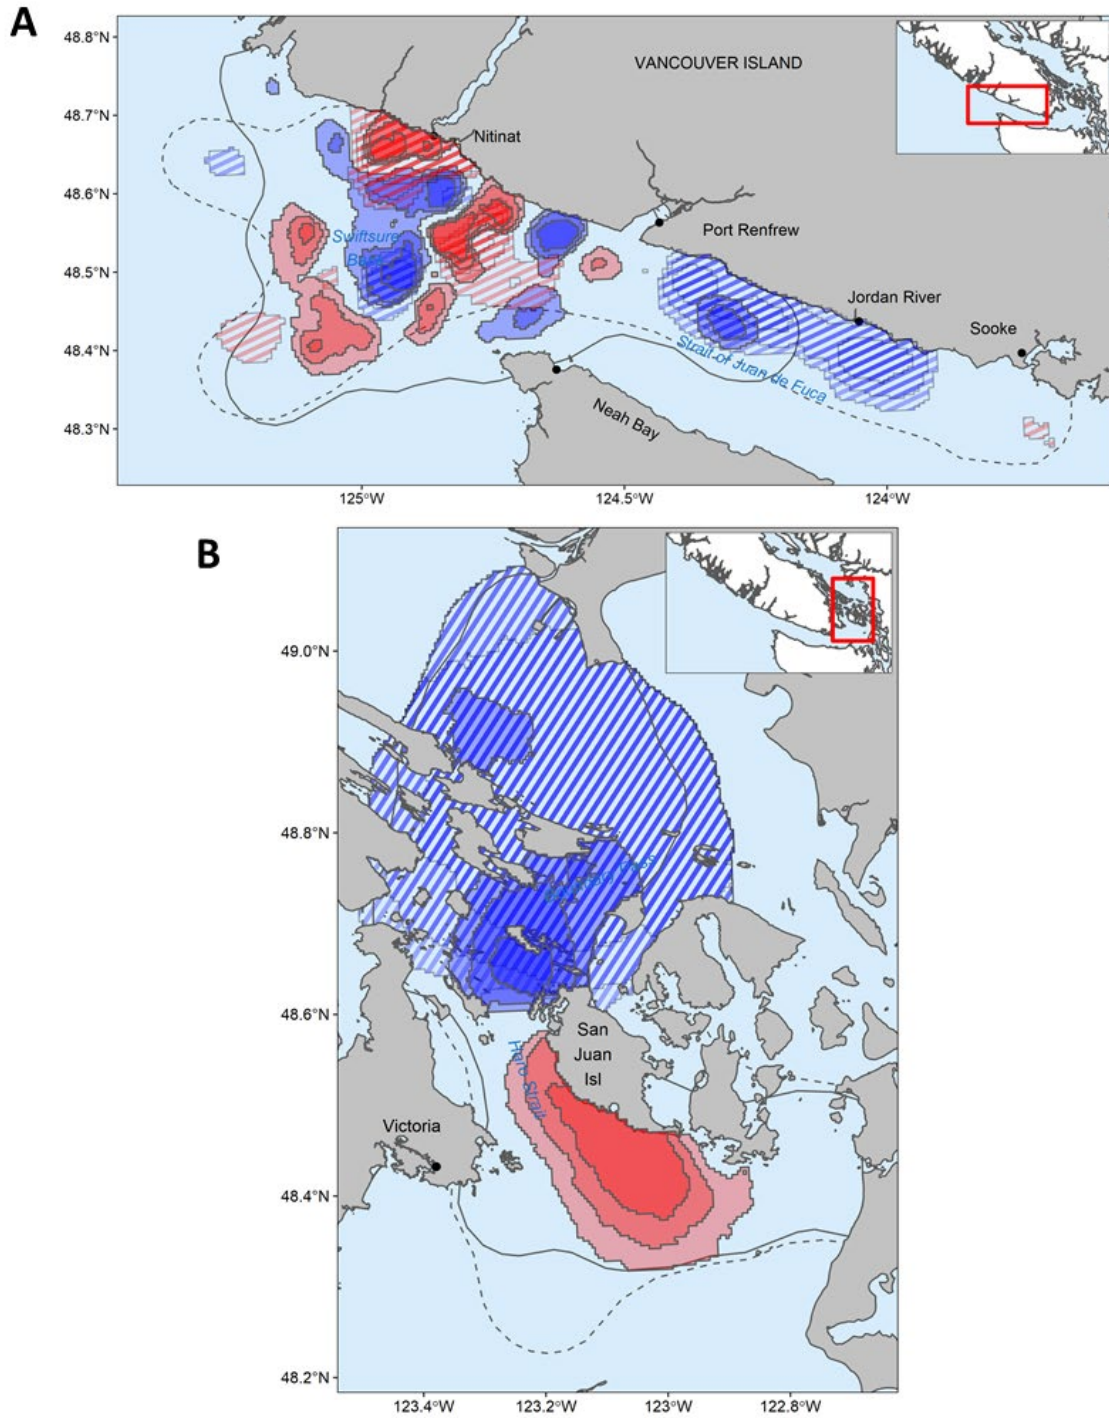 A
48.8°N
48.7°N
48.6°N
48.5°N
48.4°N
48.3°N
VANCOUVER ISLAND
Nitinat
Swiftsure
Bank
Port Renfrew
Jordan River
Sooke
Strait of Juan de Fuca
Neah Bay
125°W
124.5°W
124°W
B
49.0°N
48.8°N
48.6°N
48.4°N
48.2°N
Boundary Pass
San
Juan
Isl
Haro Strait
Victoria
123.4°W
123.2°W
123°W
122.8°W